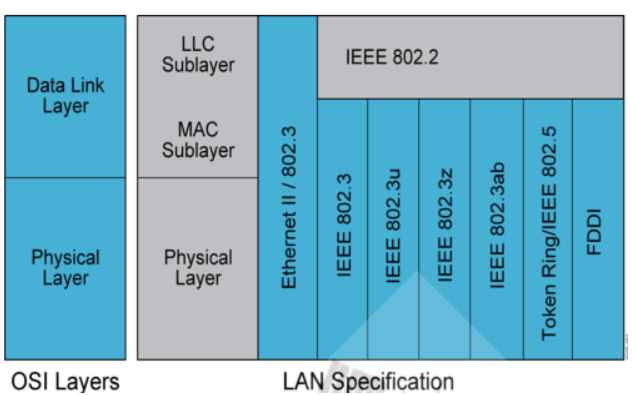 Data Link
Layer
Physical
Layer
LLC
Sublayer
MAC
Sublayer
Physical
Layer
Ethernet II / 802.3
IEEE 802.2
IEEE 802.3
IEEE 802.3u
IEEE 802.3z
IEEE 802.3ab
Token Ring/IEEE 802.5
FDDI
OSI Layers
LAN Specification